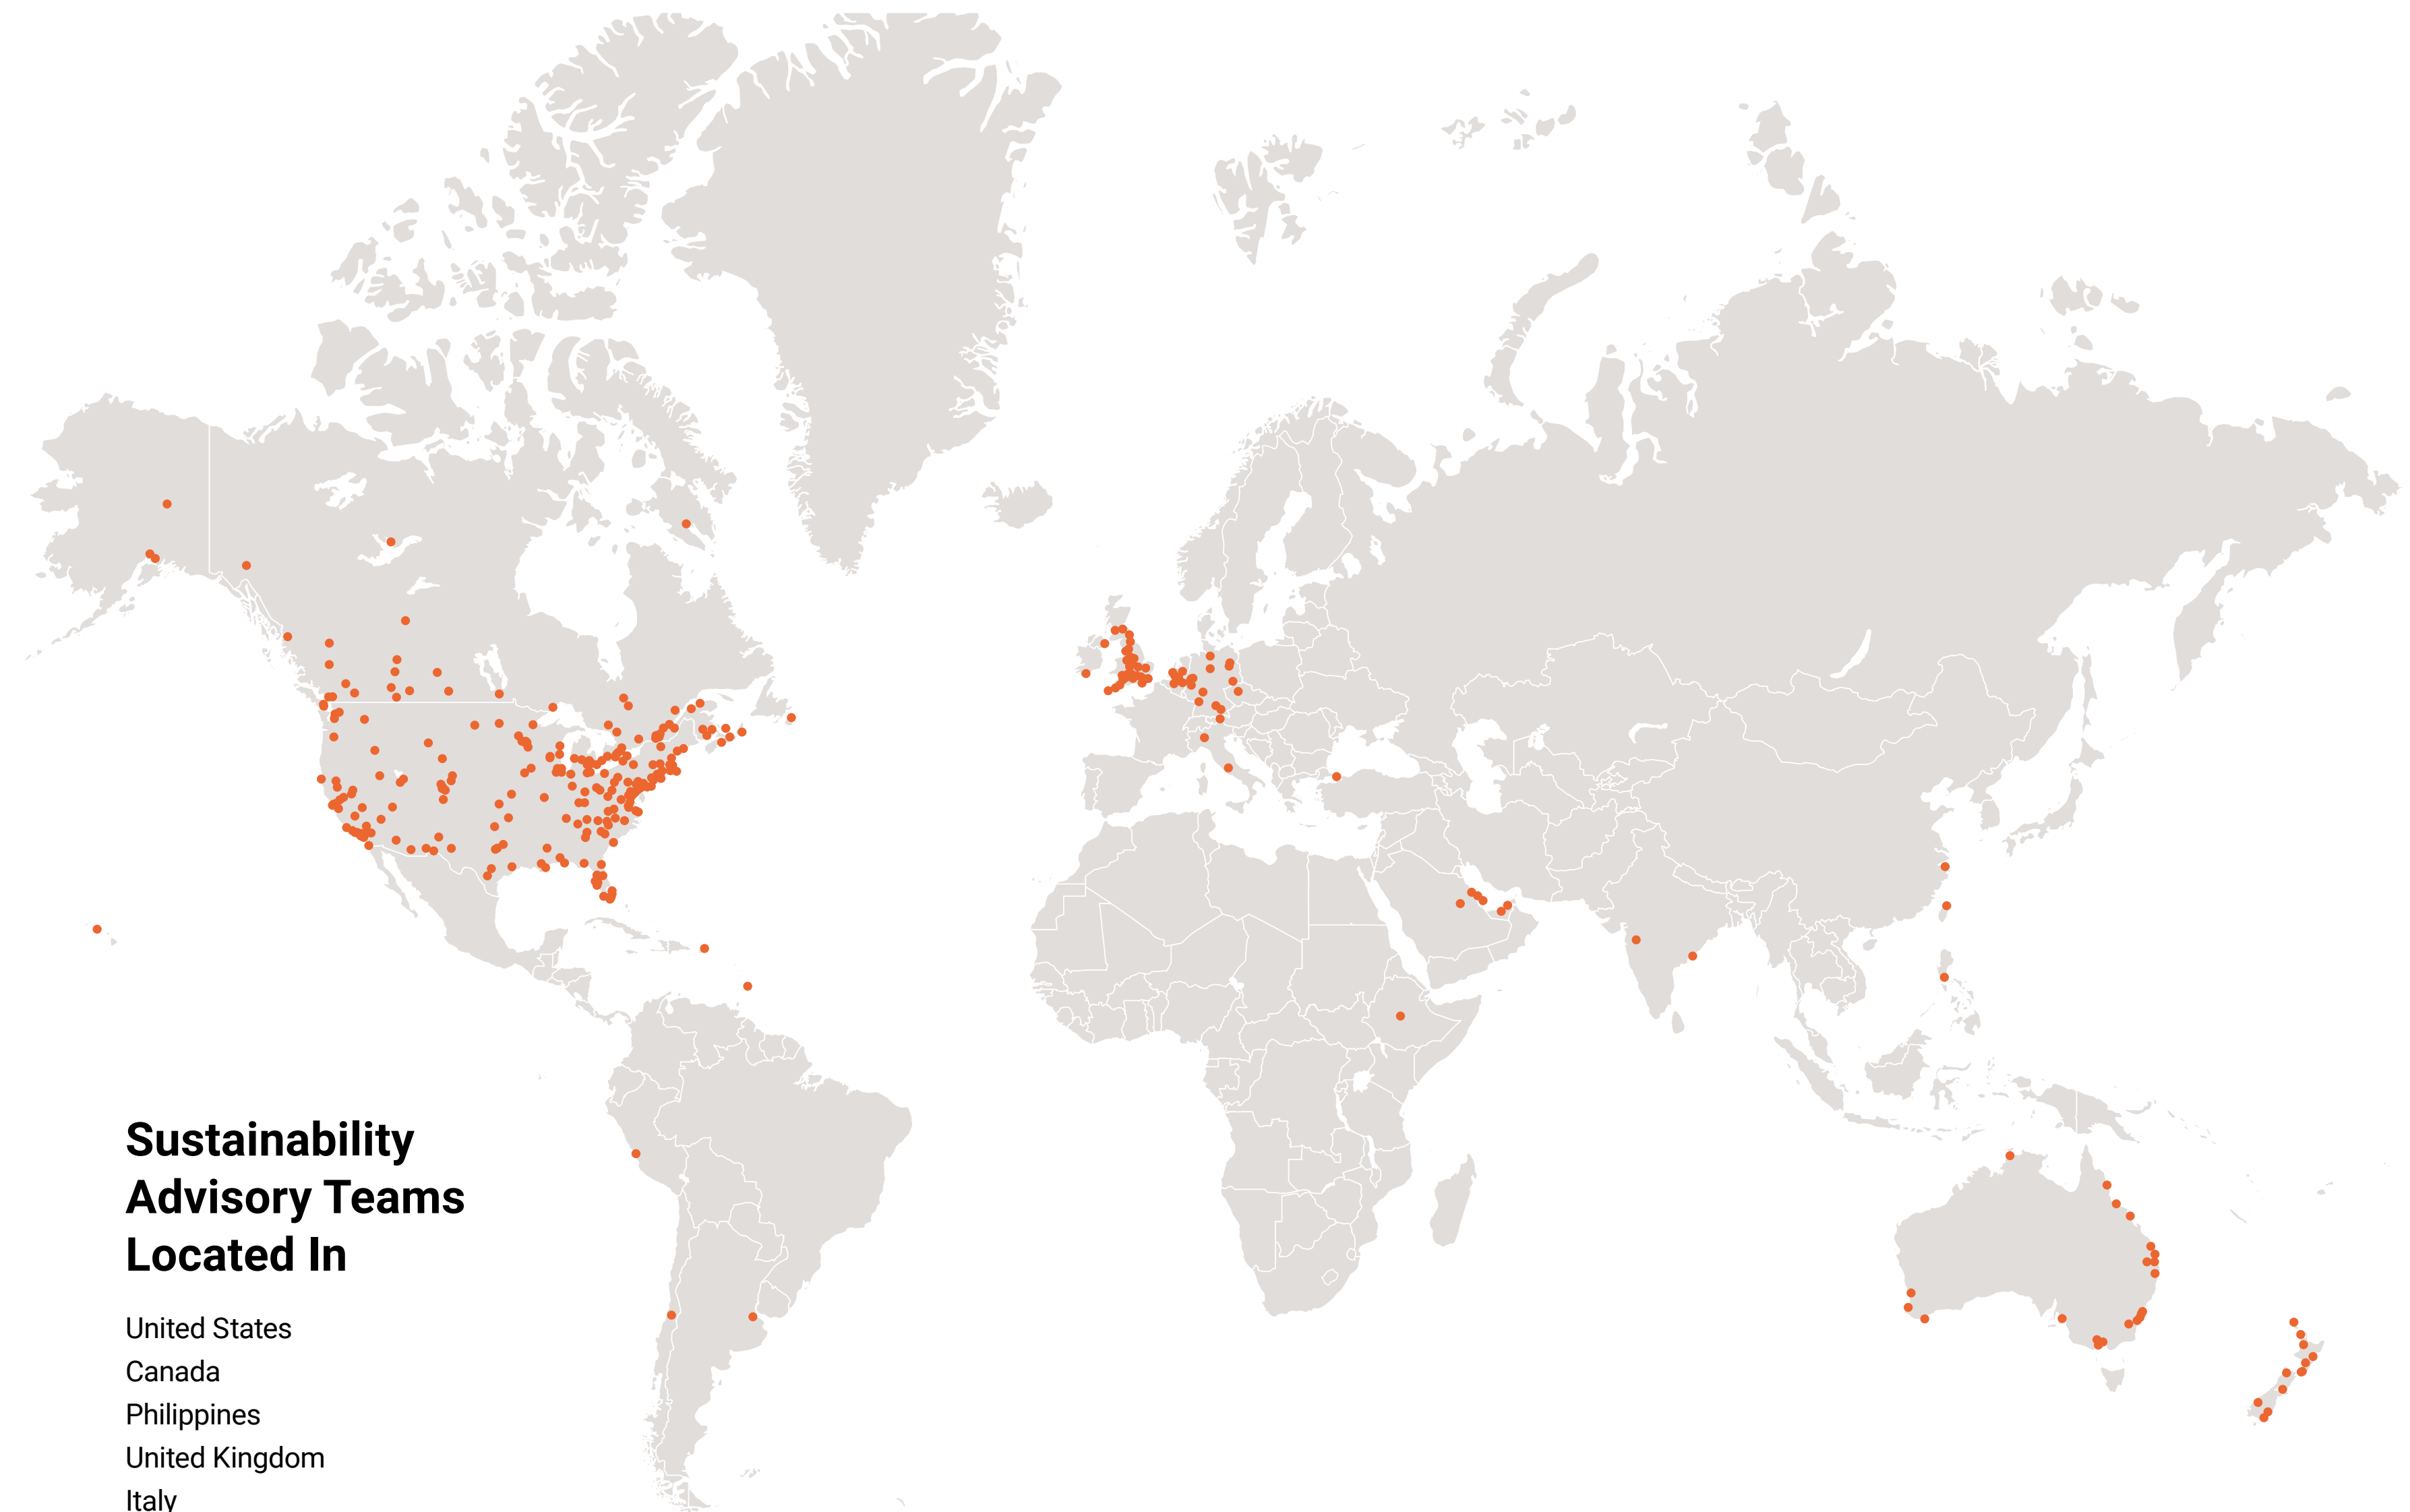 Sustainability
Advisory Teams
Located In
United States
Canada
Philippines
United Kingdom
Italy